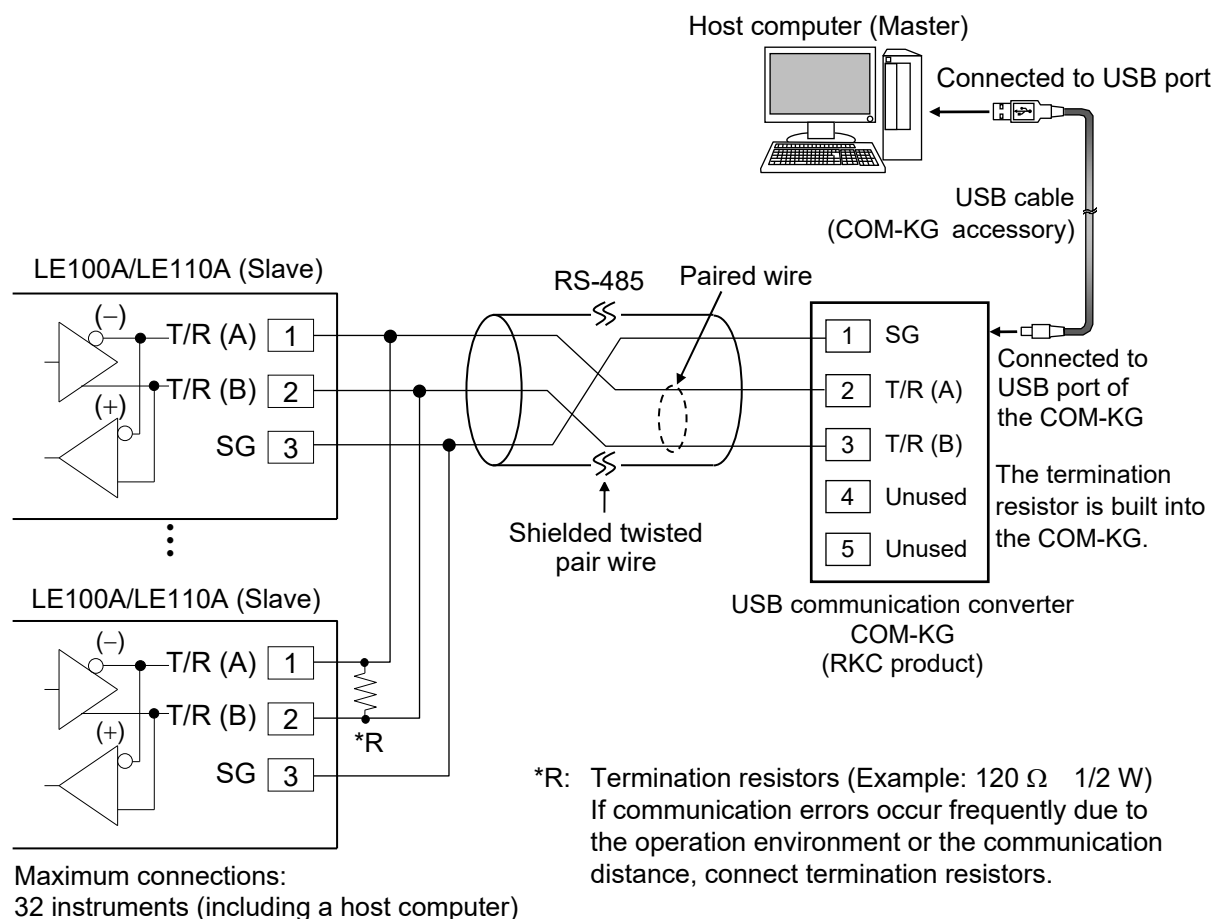 Host computer (Master)
Connected to USB port
USB cable
(COM-KG accessory)
LE100A/LE110A (Slave)
RS-485
Paired wire
(−)
T/R (A) 1
T/R (B) 2
(+)
SG 3
1 SG
2 T/R (A)
3 T/R (B)
4 Unused
5 Unused
Connected to
USB port of
the COM-KG
The termination
resistor is built into
the COM-KG.
Shielded twisted
pair wire
USB communication converter
COM-KG
(RKC product)
LE100A/LE110A (Slave)
(−)
T/R (A) 1
T/R (B) 2
(+)
*R
SG 3
*R: Termination resistors (Example: 120 Ω 1/2 W)
If communication errors occur frequently due to
the operation environment or the communication
distance, connect termination resistors.
Maximum connections:
32 instruments (including a host computer)